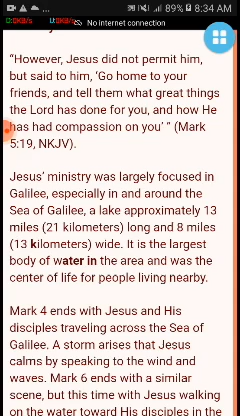 89% 8:34 AM
D:0KB/s U:0KB/s No internet connection
“However, Jesus did not permit him,
but said to him, ‘Go home to your
friends, and tell them what great things
the Lord has done for you, and how He
has had compassion on you’ ” (Mark
5:19, NKJV).
Jesus’ ministry was largely focused in
Galilee, especially in and around the
Sea of Galilee, a lake approximately 13
miles (21 kilometers) long and 8 miles
(13 kilometers) wide. It is the largest
body of water in the area and was the
center of life for people living nearby.
Mark 4 ends with Jesus and His
disciples traveling across the Sea of
Galilee. A storm arises that Jesus
calms by speaking to the wind and
waves. Mark 6 ends with a similar
scene, but this time with Jesus walking
on the water toward His disciples in the